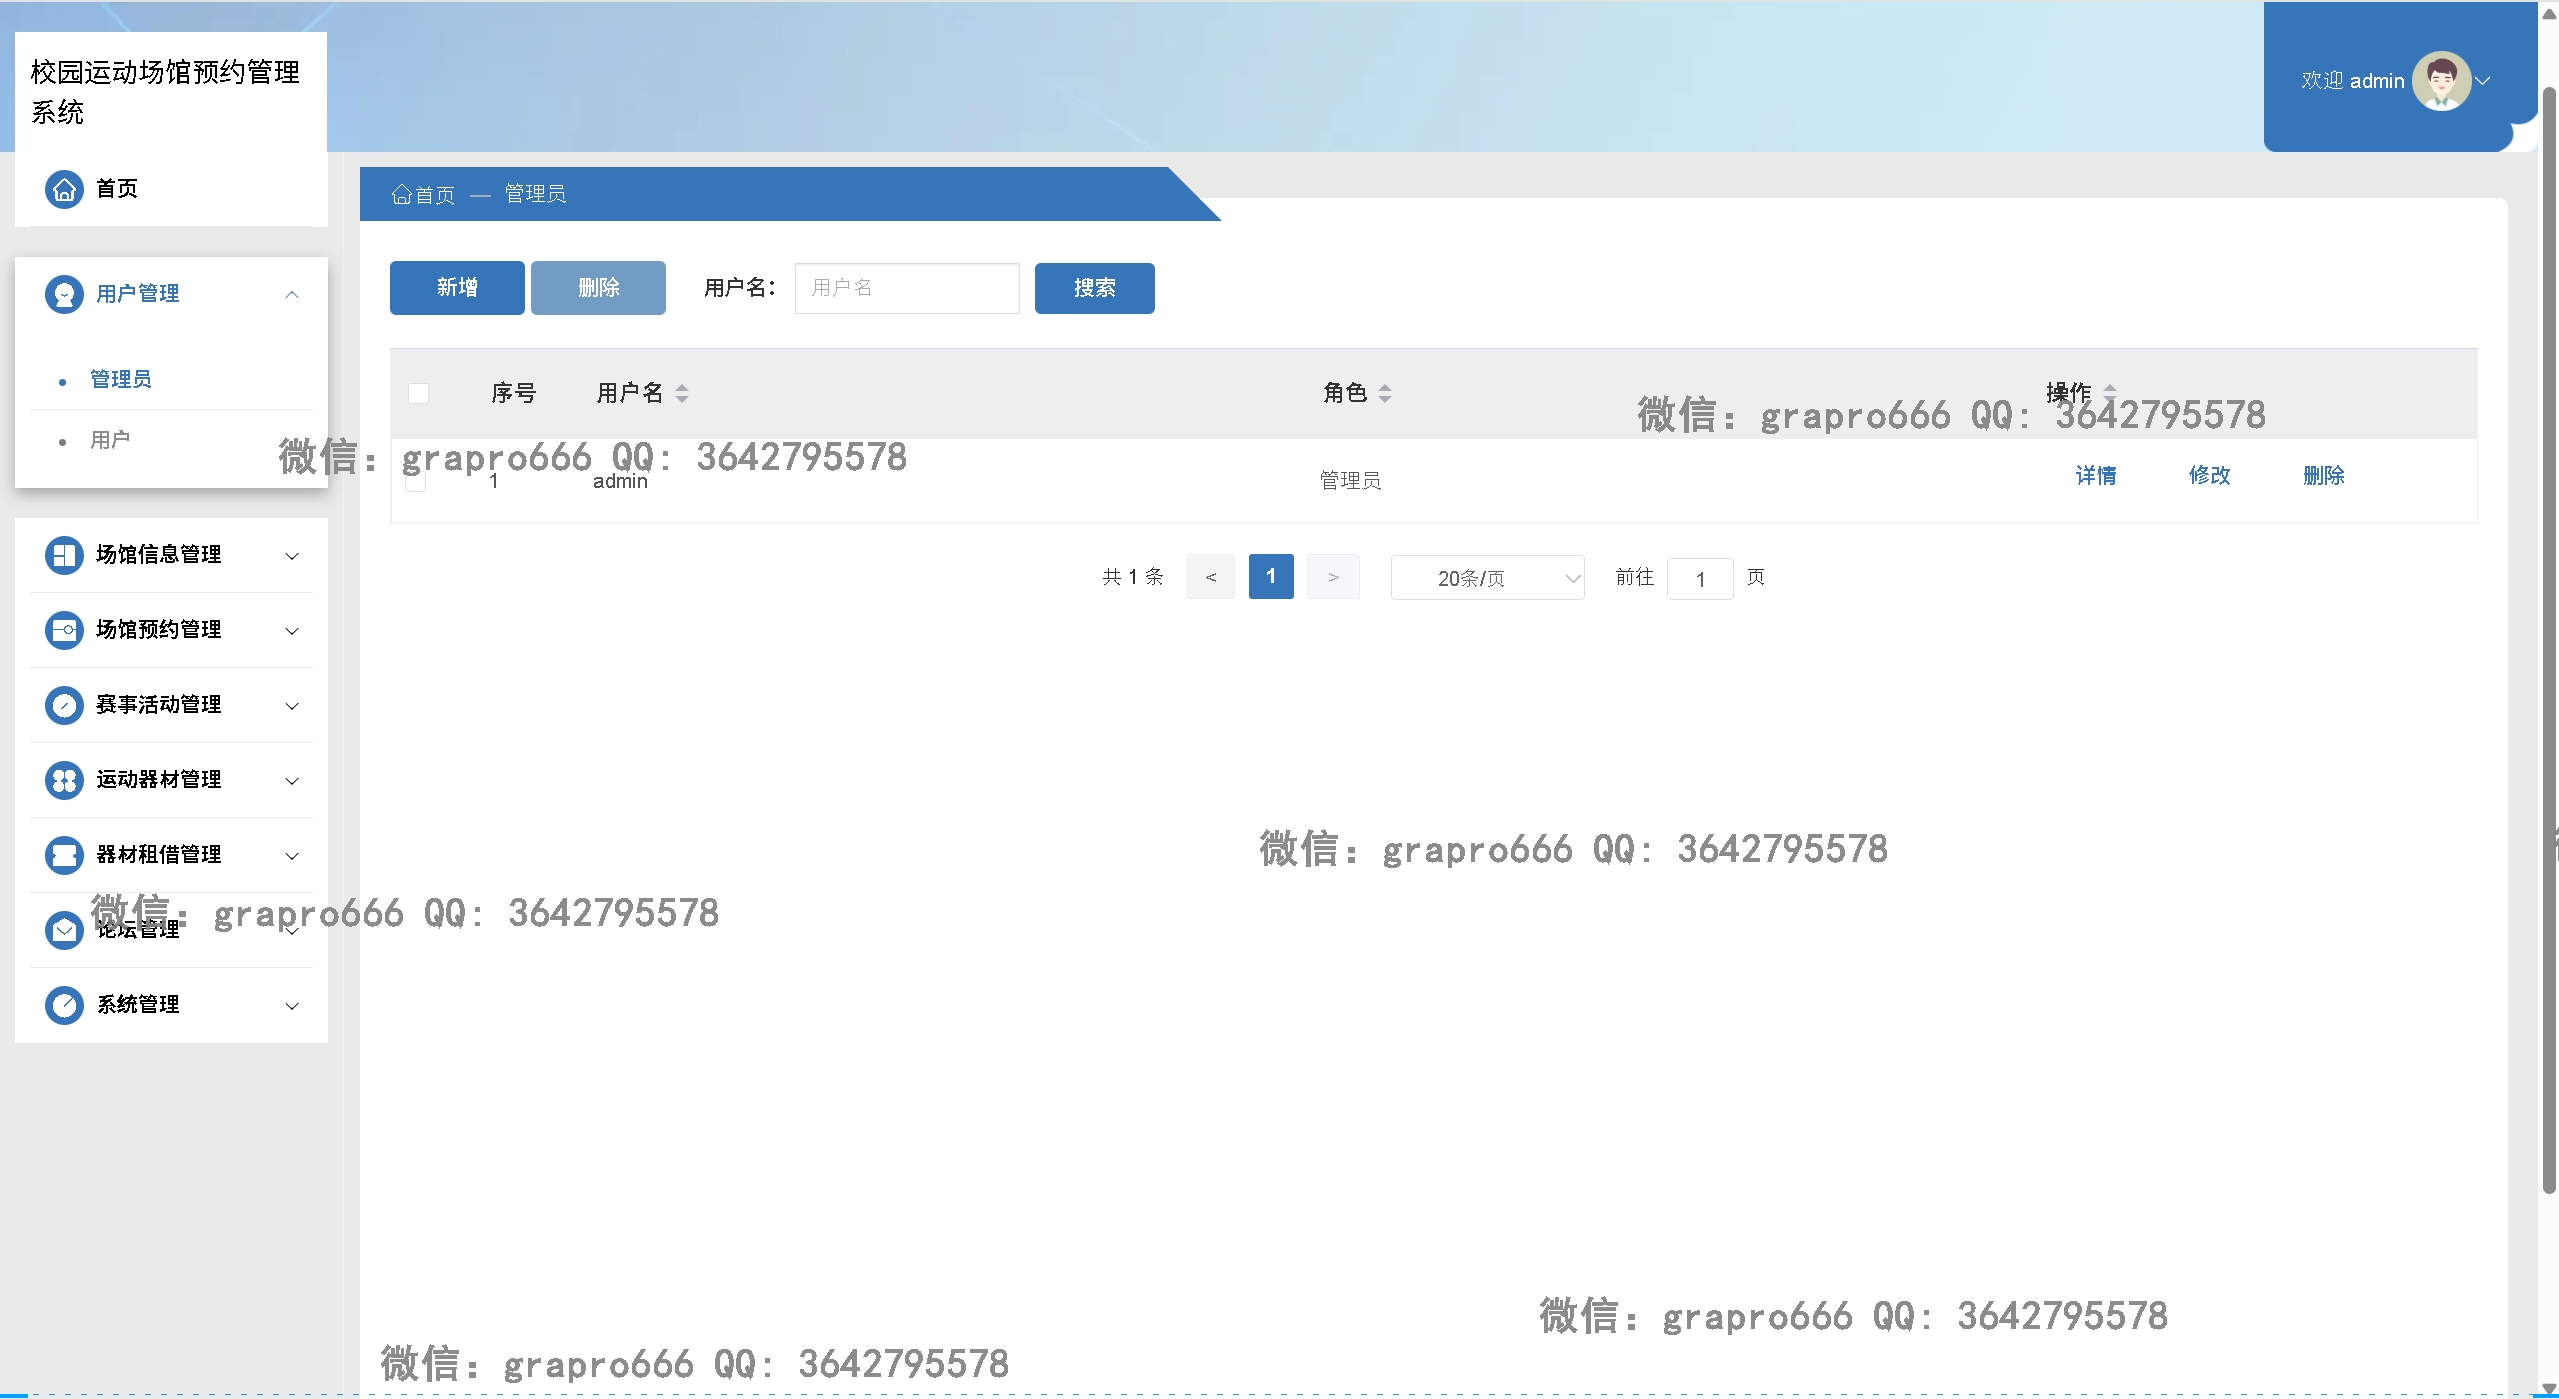 校园运动场馆预约管理
系统
欢迎 admin
首页
首页 — 管理员
用户管理
新增
删除
用户名：
用户名
搜索
管理员
用户
序号
用户名
角色
操作
微信：grapro666 QQ：3642795578
微信：grapro666 QQ：3642795578
1
admin
管理员
详情
修改
删除
场馆信息管理
共 1 条
<
1
>
20条/页
前往
1
页
场馆预约管理
赛事活动管理
运动器材管理
器材租借管理
微信：grapro666 QQ：3642795578
微信：grapro666 QQ：3642795578
论坛管理
系统管理
微信：grapro666 QQ：3642795578
微信：grapro666 QQ：3642795578